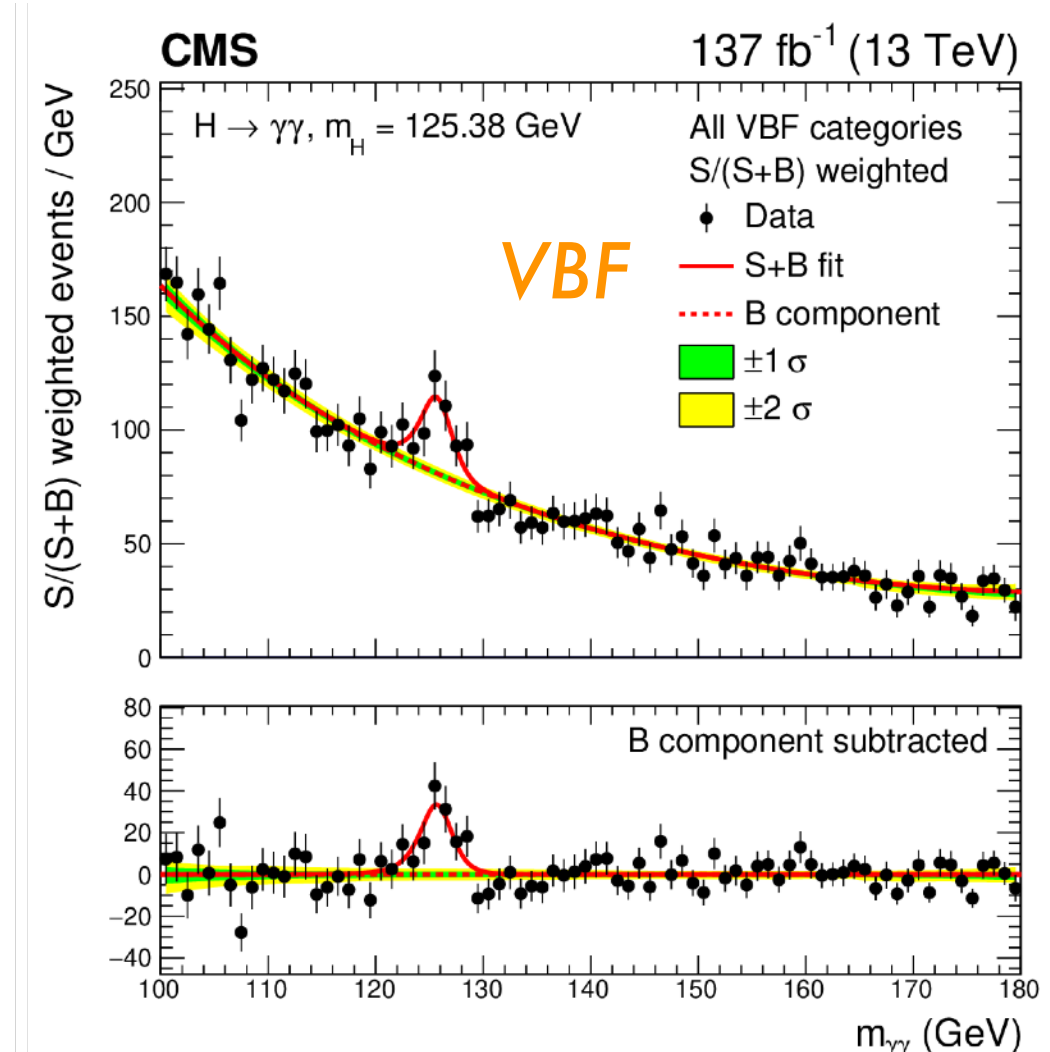 CMS
137 fb⁻¹ (13 TeV)
S/(S+B) weighted events / GeV
250
200
150
100
50
0
H → γγ, m_H = 125.38 GeV
All VBF categories
S/(S+B) weighted
Data
S+B fit
B component
±1 σ
±2 σ
VBF
80
60
40
20
0
−20
−40
B component subtracted
100 110 120 130 140 150 160 170 180
m_γγ (GeV)